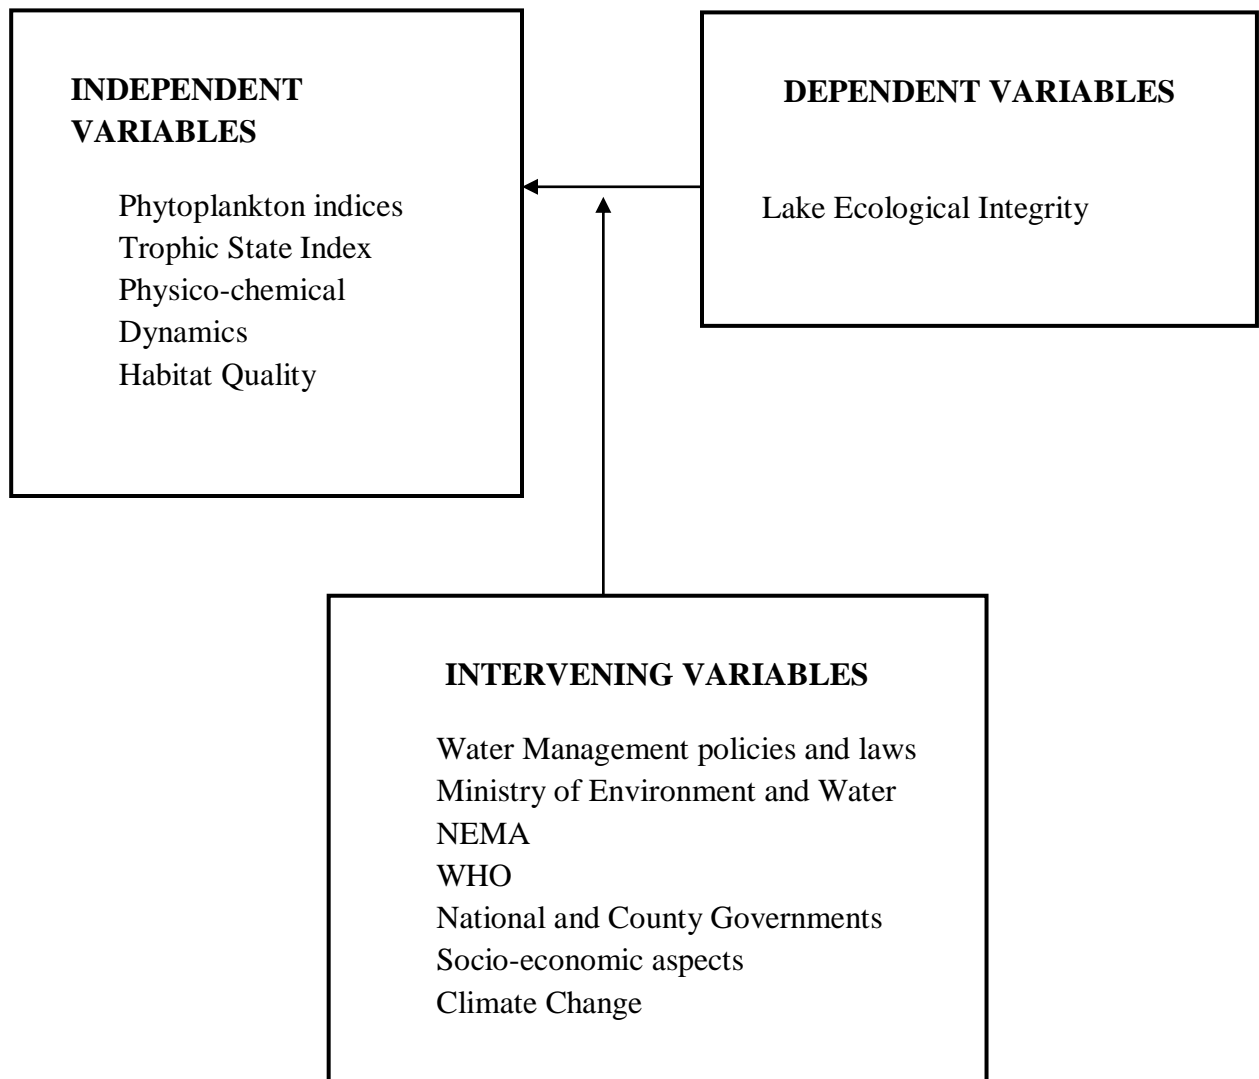 INDEPENDENT
VARIABLES
Phytoplankton indices
Trophic State Index
Physico-chemical
Dynamics
Habitat Quality
DEPENDENT VARIABLES
Lake Ecological Integrity
INTERVENING VARIABLES
Water Management policies and laws
Ministry of Environment and Water
NEMA
WHO
National and County Governments
Socio-economic aspects
Climate Change